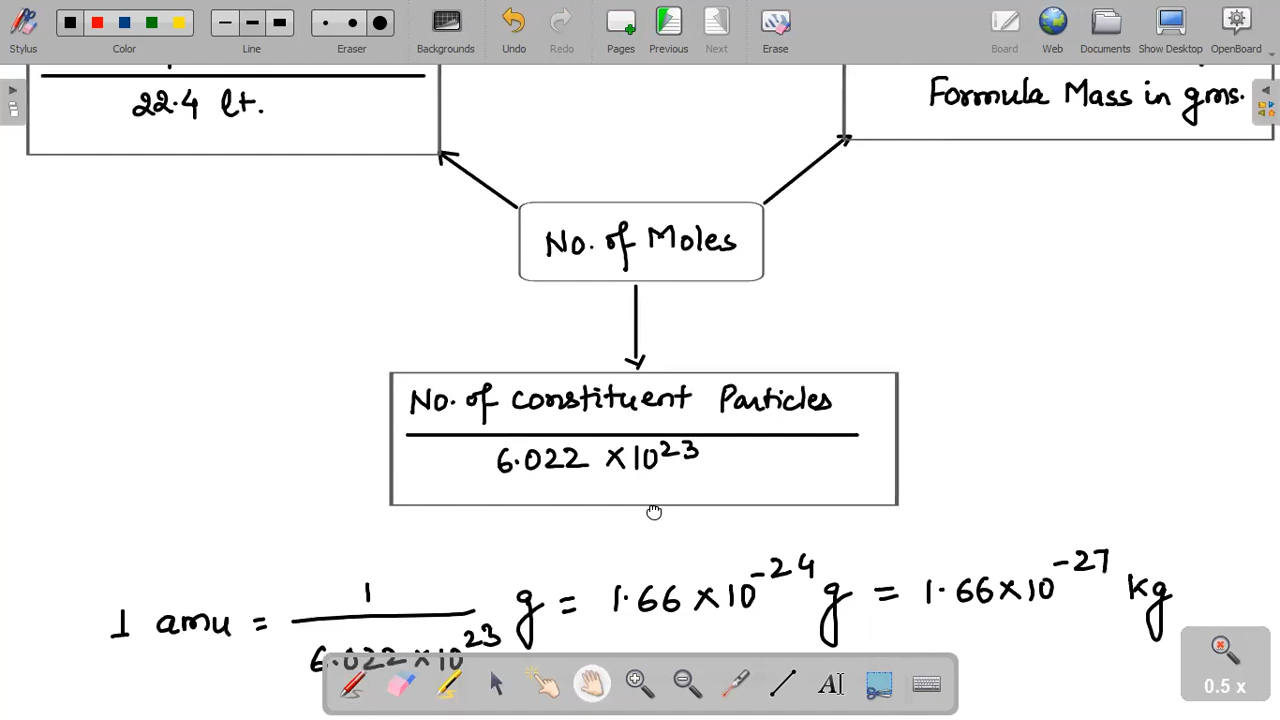 Stylus
Color
Line
Eraser
Backgrounds
Undo
Redo
Pages
Previous
Next
Erase
Board
Web
Documents
Show Desktop
OpenBoard
22.4 lt.
Formula Mass in gms.
No. of Moles
No. of constituent Particles
6.022 × 10²³
1 amu = 1 / 6.022 × 10²³ g = 1.66 × 10⁻²⁴ g = 1.66 × 10⁻²⁷ kg
0.5 x